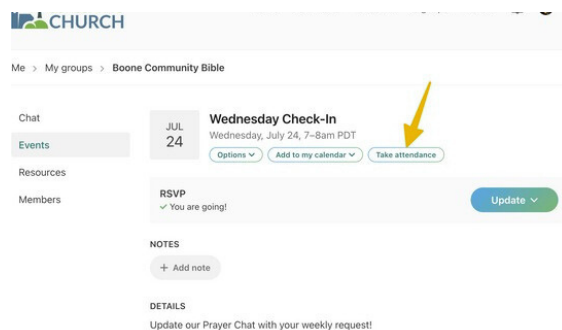 CHURCH
Me > My groups > Boone Community Bible
Chat
Events
Resources
Members
JUL
24
Wednesday Check-In
Wednesday, July 24, 7–8am PDT
Options
Add to my calendar
Take attendance
RSVP
✓ You are going!
Update
NOTES
+ Add note
DETAILS
Update our Prayer Chat with your weekly request!